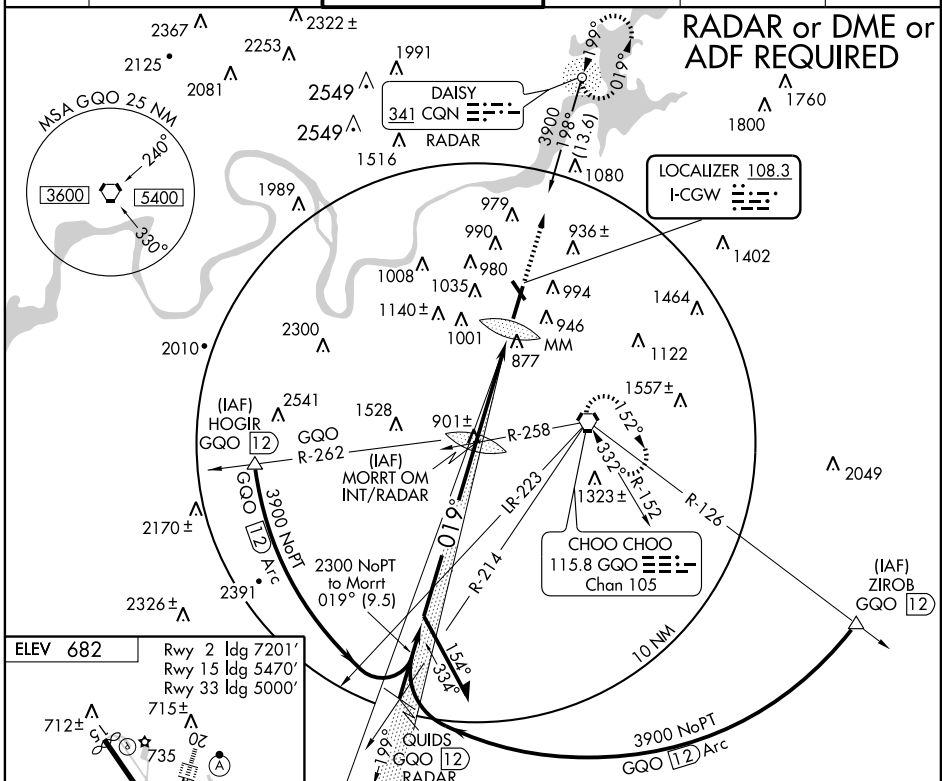 RADAR or DME or
ADF REQUIRED
2367
2322 ±
2253
2125
2081
1991
2549
2549
1516
DAISY
341 CQN
RADAR
199°
019°
3900
198°
(13.6)
1760
1800
1080
MSA GQO 25 NM
240°
3600
5400
330°
LOCALIZER 108.3
I-CGW
1989
979
990
936 ±
1402
1008
980
1035
994
1464
1140 ±
1001
946
MM
877
1122
2300
2010
1557 ±
(IAF)
HOGIR
GQO 12
2541
1528
901 ±
GQO
R-262
R-258
(IAF)
MORRT OM
INT/RADAR
152°
332°
R-152
1323 ±
2049
R-126
LR-223
R-214
019°
CHOO CHOO
115.8 GQO
Chan 105
3900 NoPT
GQO 12 Arc
2170 ±
2391
2326 ±
2300 NoPT
to Morrt
019° (9.5)
(IAF)
ZIROB
GQO 12
10 NM
154°
334°
3900 NoPT
GQO 12 Arc
QUIDS
GQO 12
RADAR
199°
ELEV 682
Rwy 2 ldg 7201'
Rwy 15 ldg 5470'
Rwy 33 ldg 5000'
712 ±
715 ±
735
15
20
A